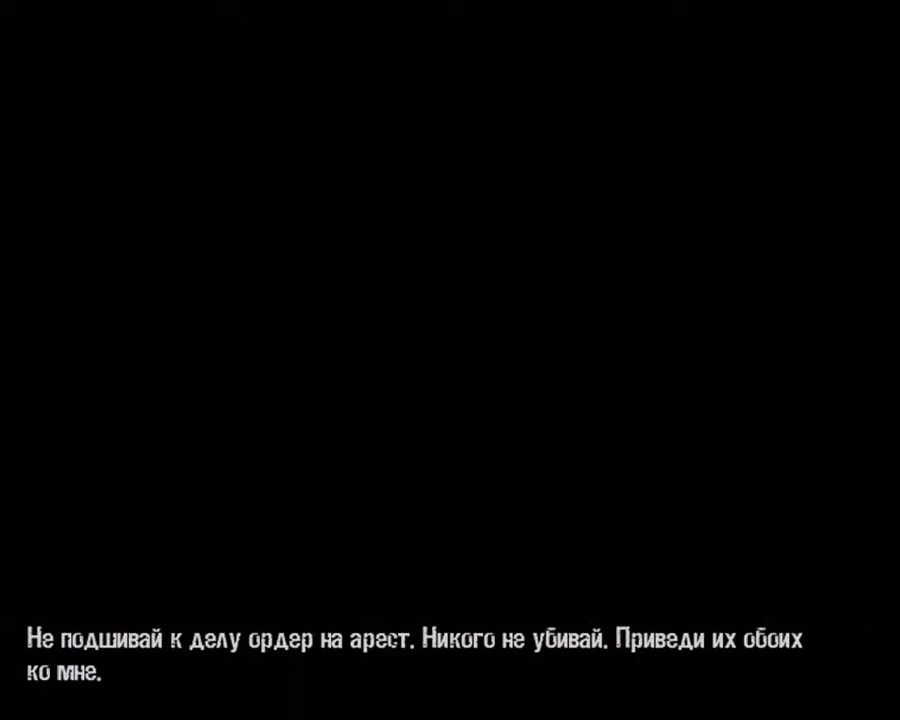 Не подшивай к делу ордер на арест. Никого не убивай. Приведи их обоих
ко мне.